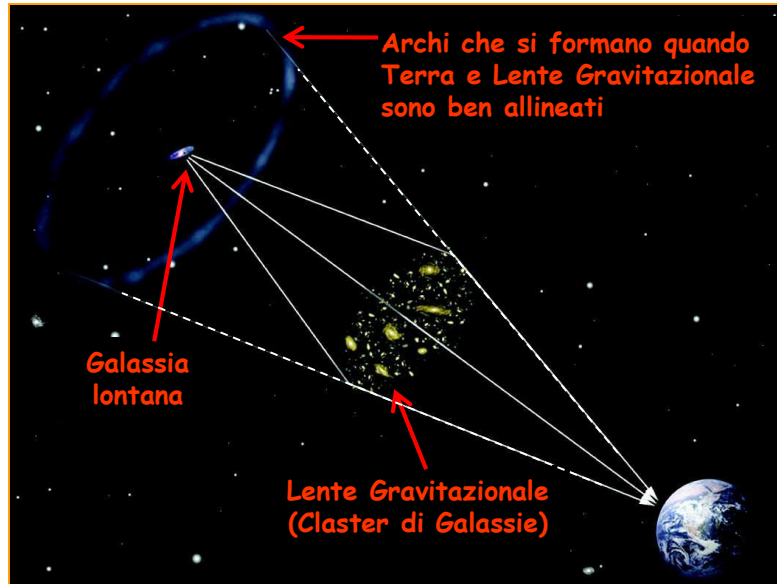 Archi che si formano quando
Terra e Lente Gravitazionale
sono ben allineati
Galassia
lontana
Lente Gravitazionale
(Claster di Galassie)